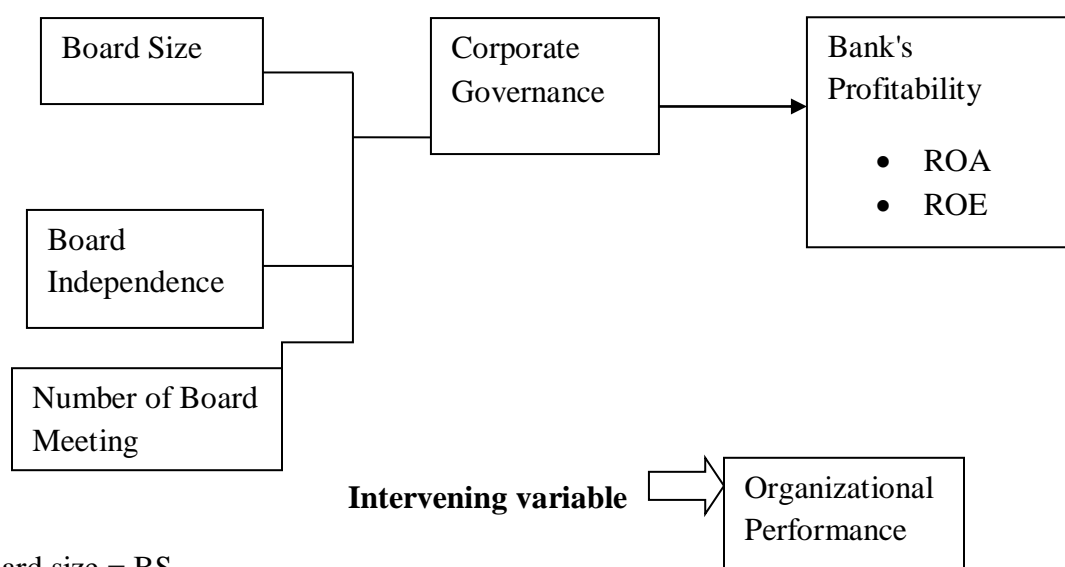 Board Size
Corporate
Governance
Bank's
Profitability
• ROA
• ROE
Board
Independence
Number of Board
Meeting
Intervening variable
Organizational
Performance